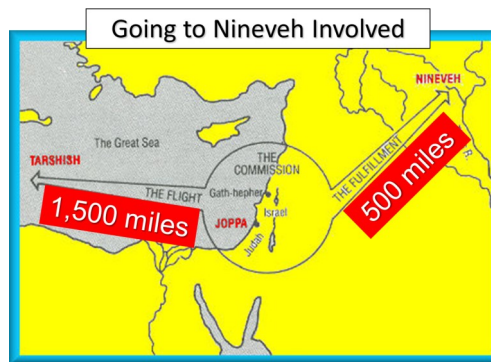 Going to Nineveh Involved
NINEVEH
The Great Sea
TARSHISH
THE
COMMISSION
THE FULFILLMENT
R.
500 miles
THE FLIGHT
Gath-hepher
1,500 miles
JOPPA
Israel
Judah